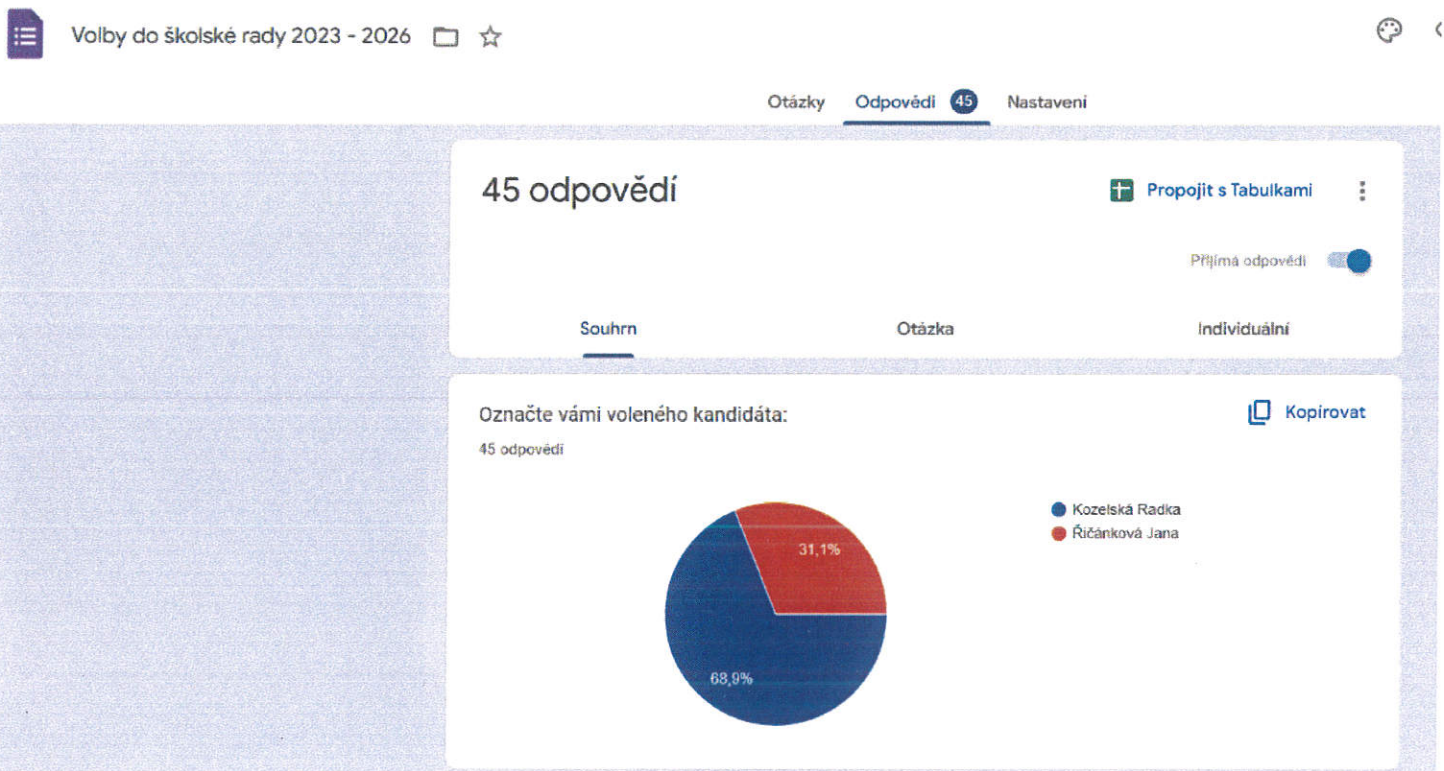 Volby do školské rady 2023 - 2026
Otázky Odpovědi 45 Nastavení
45 odpovědí
Propojit s Tabulkami
Přijímá odpovědi
Souhrn Otázka Individuální
Označte vámi voleného kandidáta:
Kopírovat
45 odpovědí
Kozelská Radka
Řičánková Jana
31,1%
68,9%